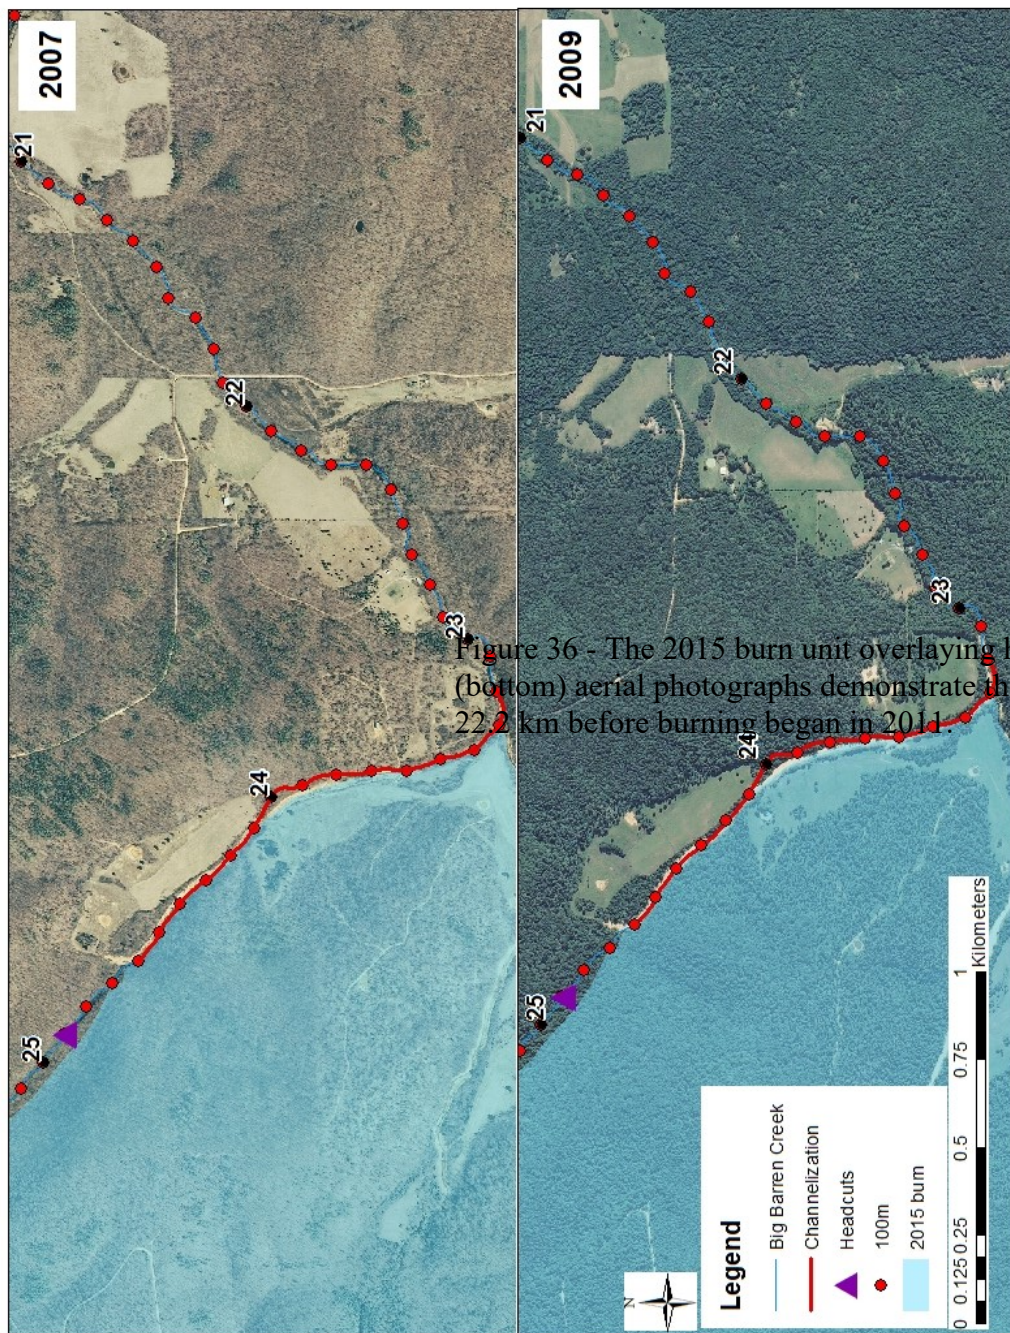 2007
21
22
23
24
25
2009
21
22
23
24
25
Figure 36 - The 2015 burn unit overlaying h
(bottom) aerial photographs demonstrate th
22.2 km before burning began in 2011.
N
Legend
Big Barren Creek
Channelization
Headcuts
100m
2015 burn
0 0.125 0.25 0.5 0.75 1
Kilometers